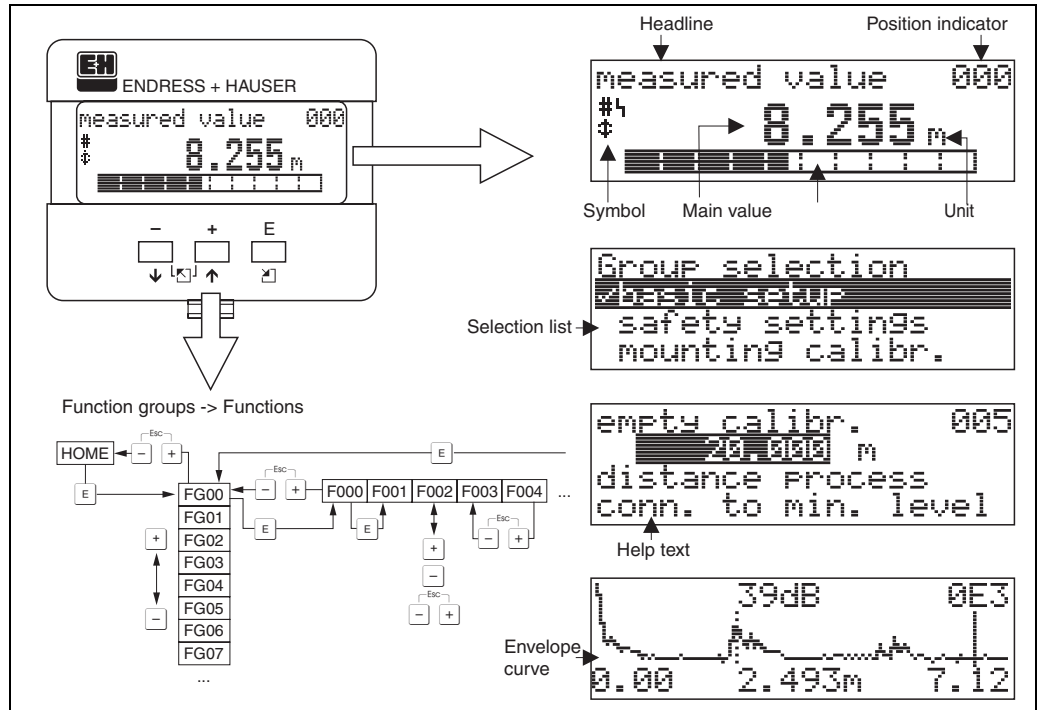 E+H
ENDRESS + HAUSER
measured value 000
#
8.255 m
– + E
Function groups -> Functions
HOME
Esc
– +
E
E
FG00
FG01
FG02
FG03
FG04
FG05
FG06
FG07
...
+
–
Esc
– +
E
F000 F001 F002 F003 F004 ...
E
+
–
Esc
– +
Esc
– +
Headline
Position indicator
measured value 000
#
8.255 m
Symbol
Main value
Unit
Group selection
basic setup
safety settings
mounting calibr.
Selection list
empty calibr. 005
20.000 m
distance process
conn. to min. level
Help text
39dB 0E3
Envelope
curve
0.00 2.493m 7.12